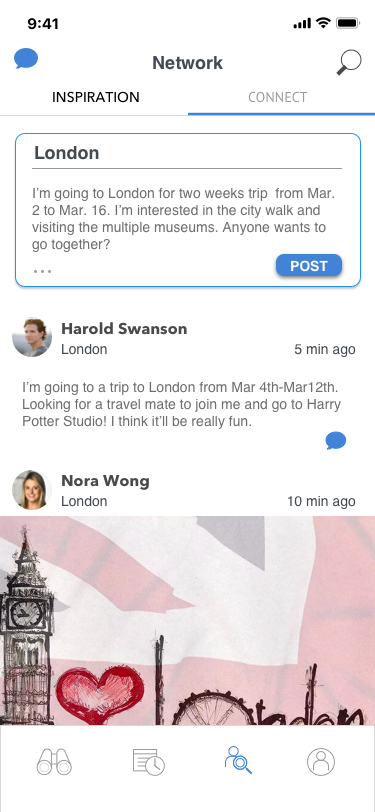 9:41
Network
INSPIRATION
CONNECT
London
I'm going to London for two weeks trip from Mar.
2 to Mar. 16. I'm interested in the city walk and
visiting the multiple museums. Anyone wants to
go together?
...
POST
Harold Swanson
London
5 min ago
I'm going to a trip to London from Mar 4th-Mar12th.
Looking for a travel mate to join me and go to Harry
Potter Studio! I think it'll be really fun.
Nora Wong
London
10 min ago
London